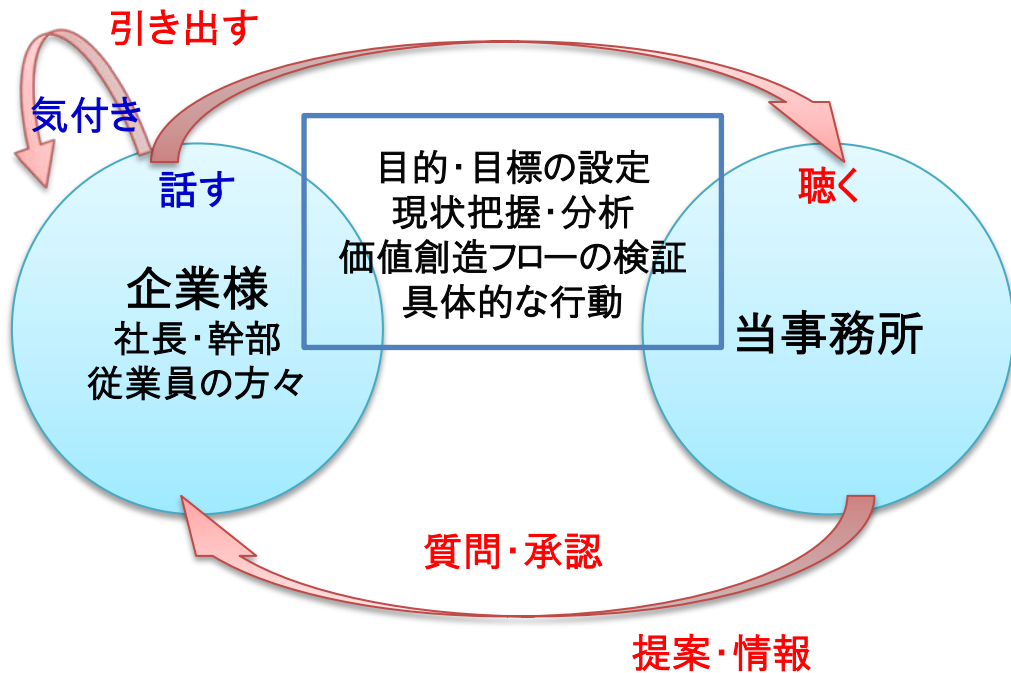 引き出す
気付き
話す
企業様
社長・幹部
従業員の方々
目的・目標の設定
現状把握・分析
価値創造フローの検証
具体的な行動
聴く
当事務所
質問・承認
提案・情報